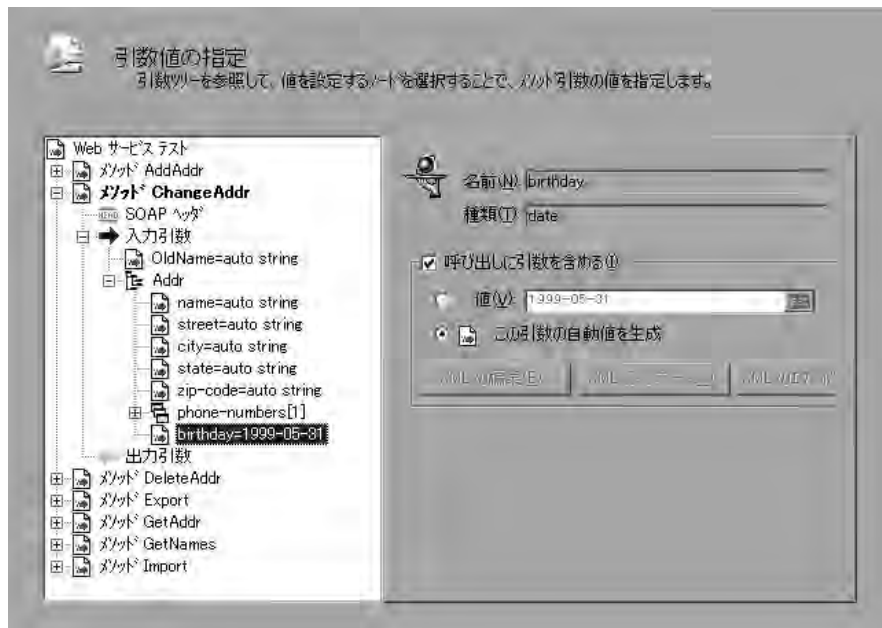 引数値の指定
引数ツリーを参照して、値を設定するノードを選択することで、メソッド引数の値を指定します。
Web サービス テスト
メソッド AddAddr
メソッド ChangeAddr
SOAP ヘッダ
入力引数
OldName=auto string
Addr
name=auto string
street=auto string
city=auto string
state=auto string
zip-code=auto string
phone-numbers[1]
birthday=1999-05-31
出力引数
メソッド DeleteAddr
メソッド Export
メソッド GetAddr
メソッド GetNames
メソッド Import
名前(N) birthday
種類(T) date
呼び出しに引数を含める(I)
値(V): 1999-05-31
この引数の自動値を生成